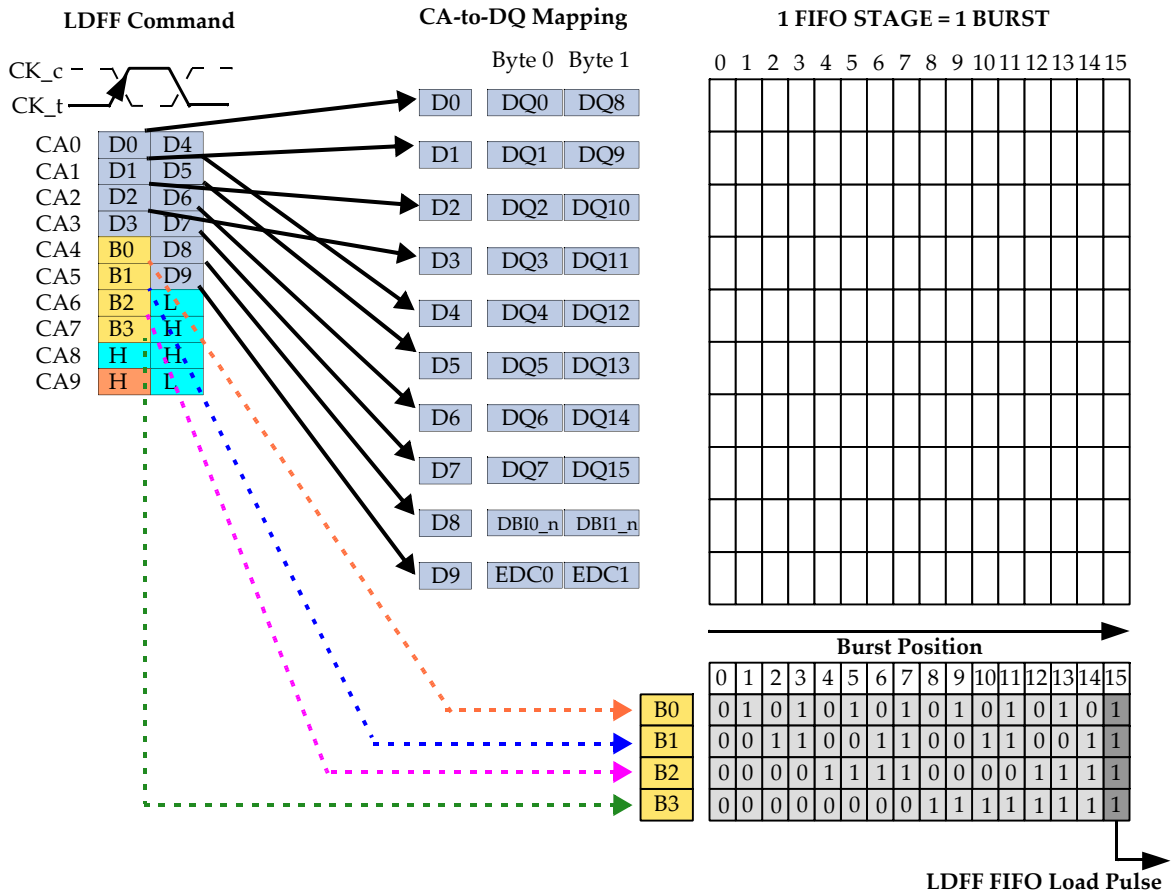 LDFF Command
CA-to-DQ Mapping
1 FIFO STAGE = 1 BURST
Byte 0 Byte 1
0 1 2 3 4 5 6 7 8 9 10 11 12 13 14 15
CK_c
CK_t
D0 DQ0 DQ8
D1 DQ1 DQ9
D2 DQ2 DQ10
D3 DQ3 DQ11
D4 DQ4 DQ12
D5 DQ5 DQ13
D6 DQ6 DQ14
D7 DQ7 DQ15
D8 DBI0_n DBI1_n
D9 EDC0 EDC1
CA0 D0 D4
CA1 D1 D5
CA2 D2 D6
CA3 D3 D7
CA4 B0 D8
CA5 B1 D9
CA6 B2 L
CA7 B3 H
CA8 H H
CA9 H L
Burst Position
0 1 2 3 4 5 6 7 8 9 10 11 12 13 14 15
B0 0 1 0 1 0 1 0 1 0 1 0 1 0 1 0 1
B1 0 0 1 1 0 0 1 1 0 0 1 1 0 0 1 1
B2 0 0 0 0 1 1 1 1 0 0 0 0 1 1 1 1
B3 0 0 0 0 0 0 0 0 1 1 1 1 1 1 1 1
LDFF FIFO Load Pulse